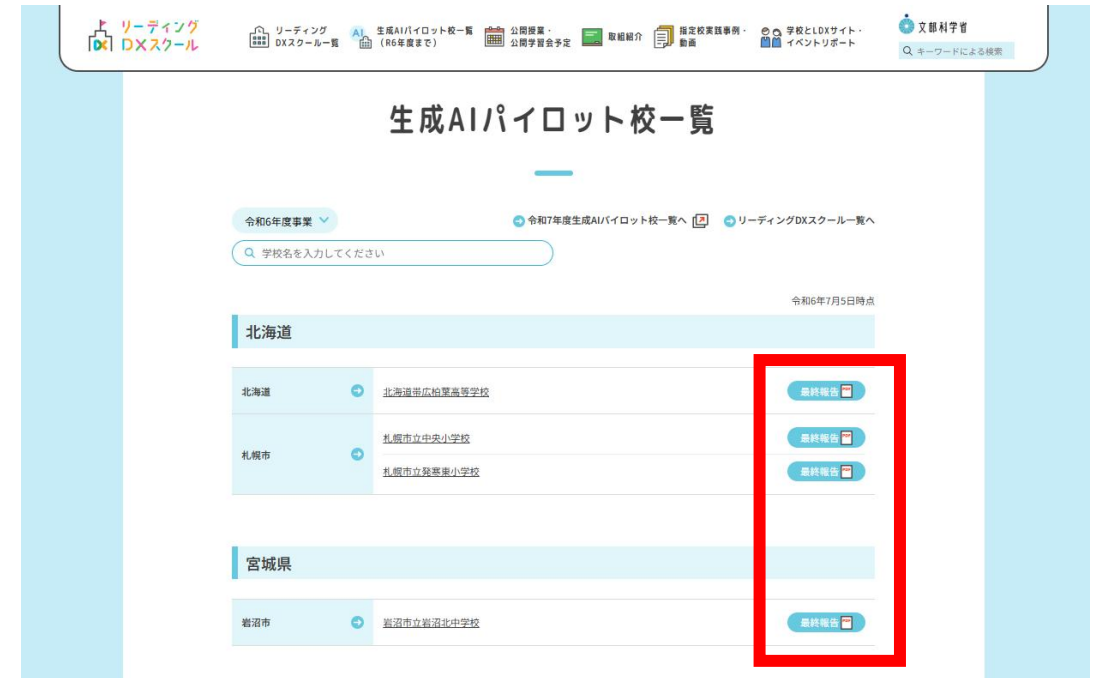 リーディング
DXスクール
リーディング
DXスクール一覧
AI
生成AIパイロット校一覧
(R6年度まで)
公開授業・
公開学習会予定
取組紹介
指定校実践事例・
動画
学校とLDXサイト・
イベントリポート
文部科学省
キーワードによる検索
生成AIパイロット校一覧
令和6年度事業
令和7年度生成AIパイロット校一覧へ
リーディングDXスクール一覧へ
学校名を入力してください
令和6年7月5日時点
北海道
北海道
北海道帯広柏葉高等学校
最終報告 PDF
札幌市
札幌市立中央小学校
最終報告 PDF
札幌市立発寒東小学校
最終報告 PDF
宮城県
岩沼市
岩沼市立岩沼北中学校
最終報告 PDF